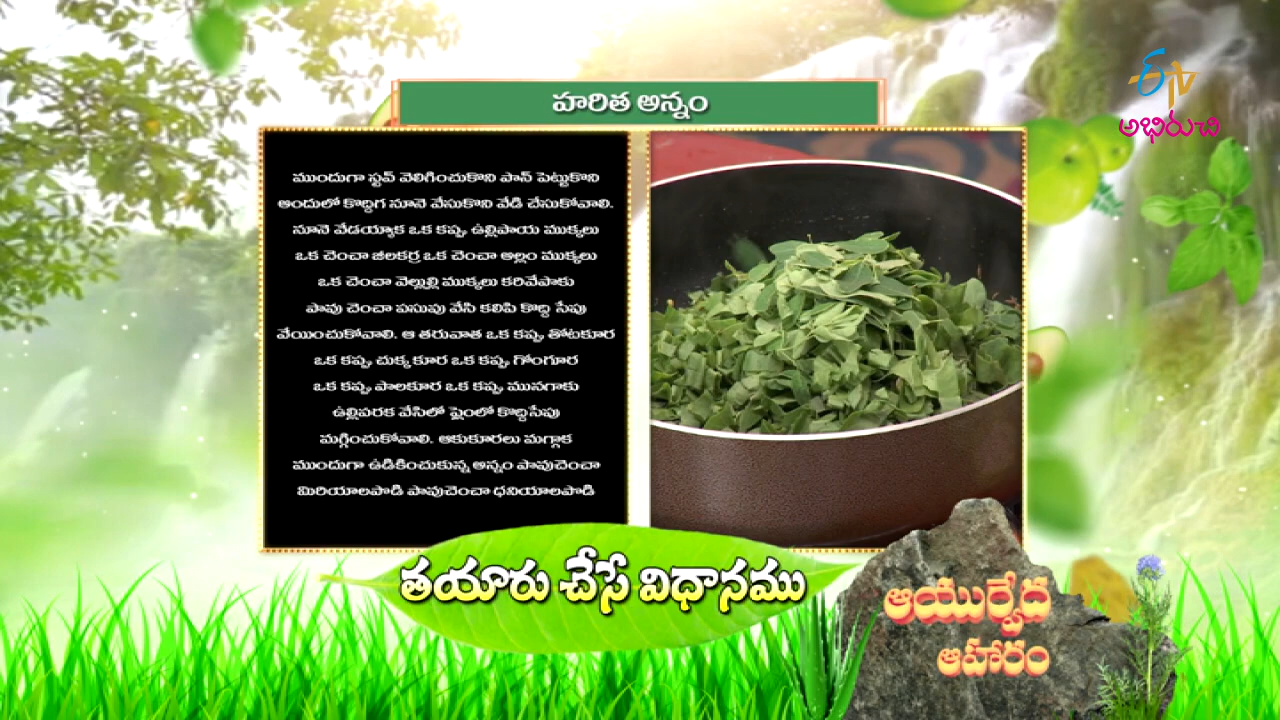 హరిత అన్నం
ETV
అభిరుచి
ముందుగా స్టవ్ వెలిగించుకొని పాన్ పెట్టుకొని
అందులో కొద్దిగ నూనె వేసుకొని వేడి చేసుకోవాలి.
నూనె వేడయ్యాక ఒక కప్పు ఉల్లిపాయ ముక్కలు
ఒక చెంచా జీలకర్ర ఒక చెంచా అల్లం ముక్కలు
ఒక చెంచా వెల్లుల్లి ముక్కలు కరివేపాకు
పావు చెంచా పసుపు వేసి కలిపి కొద్ది సేపు
వేయించుకోవాలి. ఆ తరువాత ఒక కప్పు తోటకూర
ఒక కప్పు చుక్కకూర ఒక కప్పు గోంగూర
ఒక కప్పు పాలకూర ఒక కప్పు మునగాకు
ఉల్లిపరక వేసిలో ఫ్లైంలో కొద్దిసేపు
మగ్గించుకోవాలి. ఆకుకూరలు మగ్గాక
ముందుగా ఉడికించుకున్న అన్నం పావుచెంచా
మిరియాలపొడి పావుచెంచా ధనియాలపొడి
తయారు చేసే విధానము
ఆయుర్వేద
ఆహారం